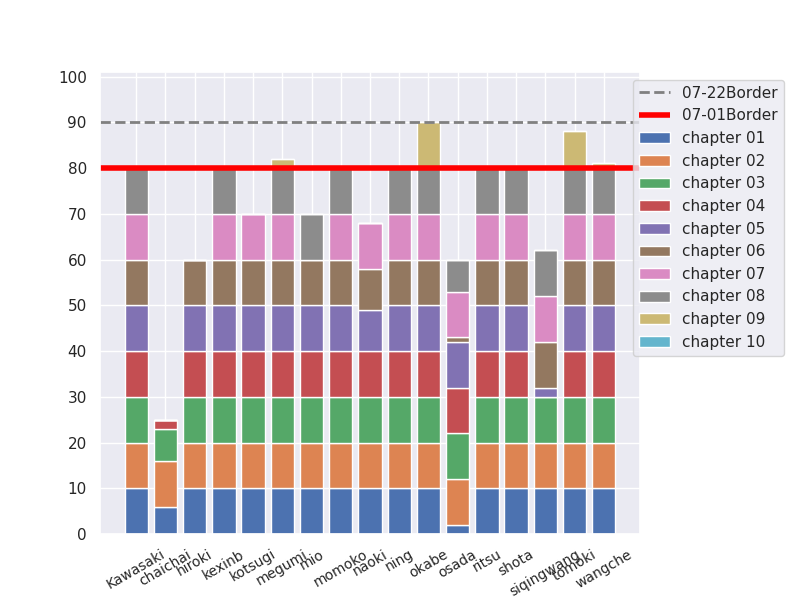 100
90
80
70
60
50
40
30
20
10
0
Kawasaki
chaichai
hiroki
kexinb
kotsugi
megumi
mio
momoko
naoki
ning
okabe
osada
ritsu
shota
siqingwang
tomoki
wangche
07-22Border
07-01Border
chapter 01
chapter 02
chapter 03
chapter 04
chapter 05
chapter 06
chapter 07
chapter 08
chapter 09
chapter 10